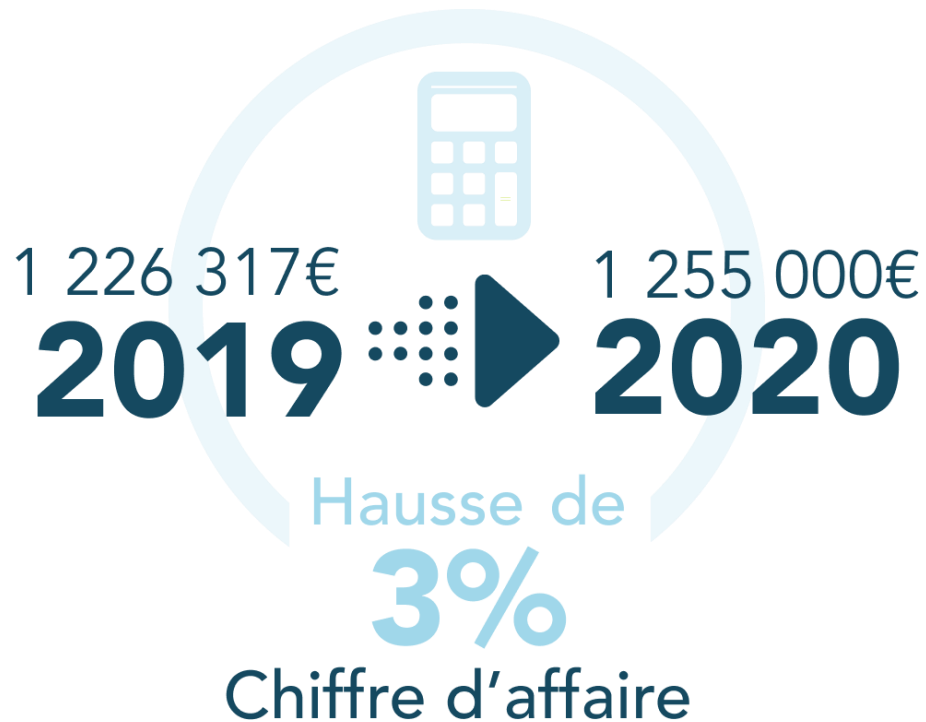 1 226 317€
2019
1 255 000€
2020
Hausse de
3%
Chiffre d’affaire